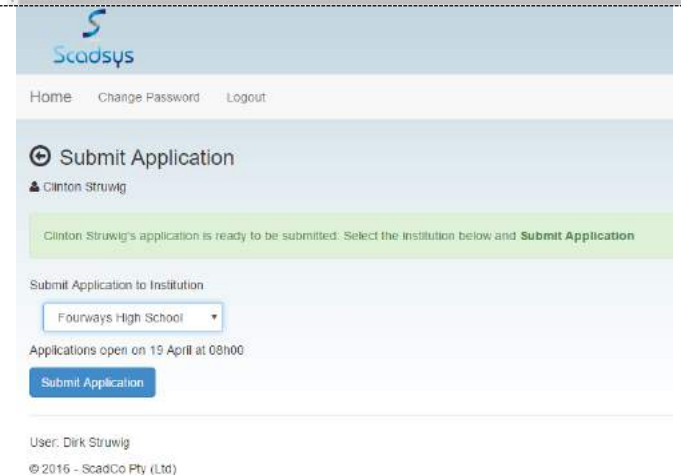 Scadsys
Home Change Password Logout
Submit Application
Clinton Struwig
Clinton Struwig's application is ready to be submitted. Select the institution below and Submit Application
Submit Application to Institution
Fourways High School
Applications open on 19 April at 08h00
Submit Application
User: Dirk Struwig
© 2016 - ScadCo Pty (Ltd)